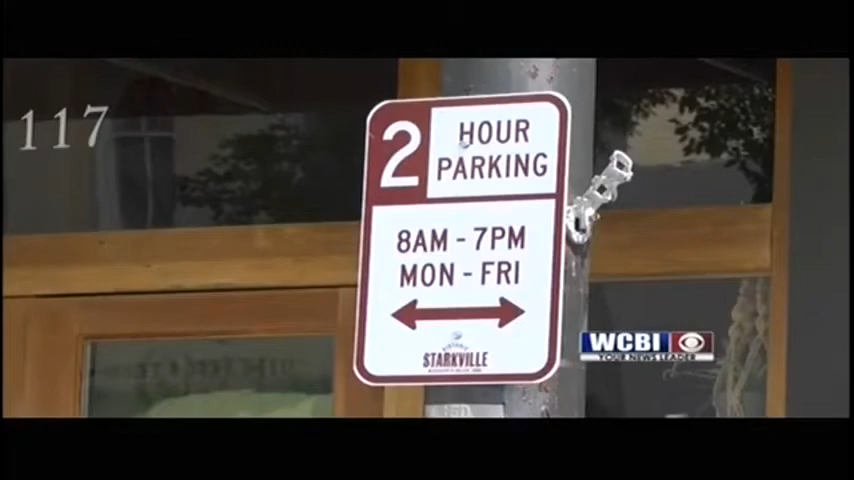 117
2 HOUR
PARKING
8AM - 7PM
MON - FRI
STARKVILLE
WCBI
YOUR NEWS LEADER